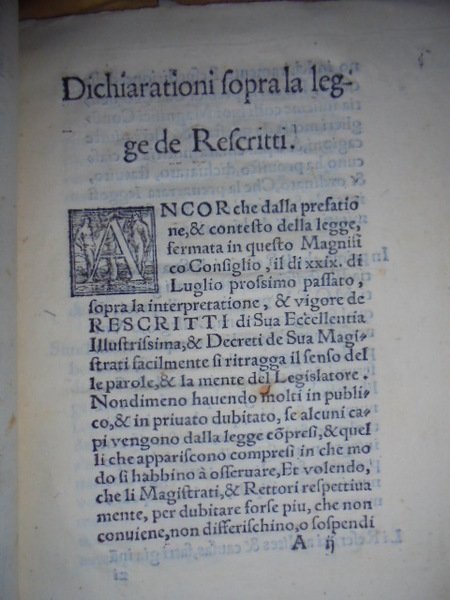 Dichiarationi sopra la leg-
ge de Rescritti.
ANCOR che dalla prefatio
ne, & contesto della legge,
fermata in questo Magnifi
co Consiglio, il di xxix. di
Luglio prossimo passato,
sopra la interpretatione, & vigore de
RESCRITTI di Sua Eccellentia
Illustrissima, & Decreti de Sua Magi-
strati facilmente si ritragga il senso del
le parole, & la mente del Legislatore.
Nondimeno hauendo molti in publi-
co, & in priuato dubitato, se alcuni ca-
pi vengono dalla legge cõpresi, & quel
li che appariscono compresi in che mo
do si habbino à osseruare, Et volendo,
che li Magistrati, & Rettori respettiua
mente, per dubitare forse piu, che non
conuiene, non differischino, o sospendi
A ij